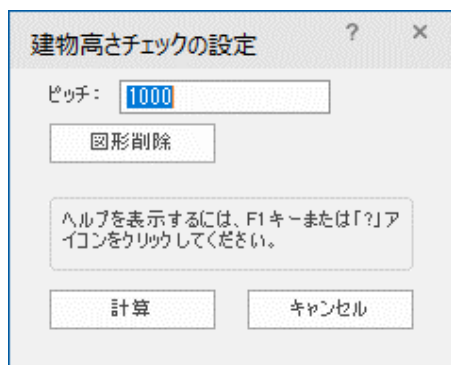 建物高さチェックの設定 ? ×
ピッチ： 1000
図形削除
ヘルプを表示するには、F1キーまたは「?」ア
イコンをクリックしてください。
計算 キャンセル